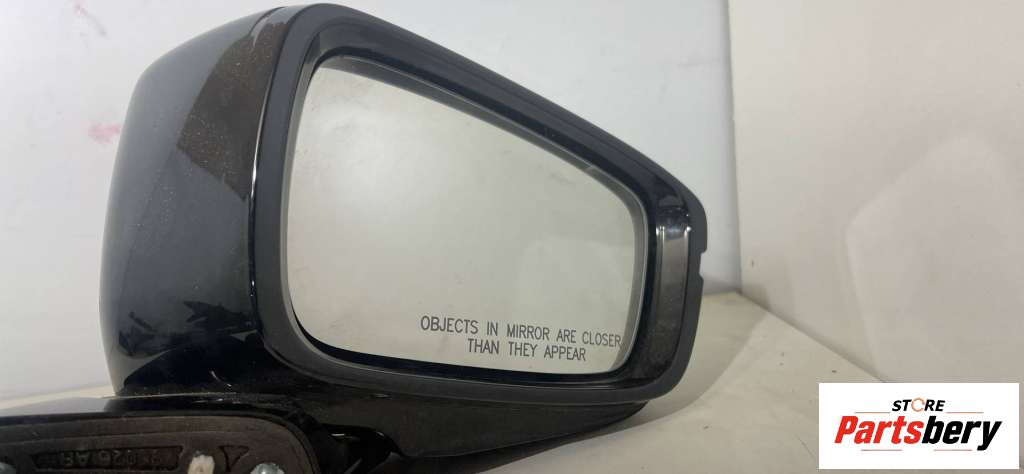 OBJECTS IN MIRROR ARE CLOSER
THAN THEY APPEAR
STORE
Partsbery